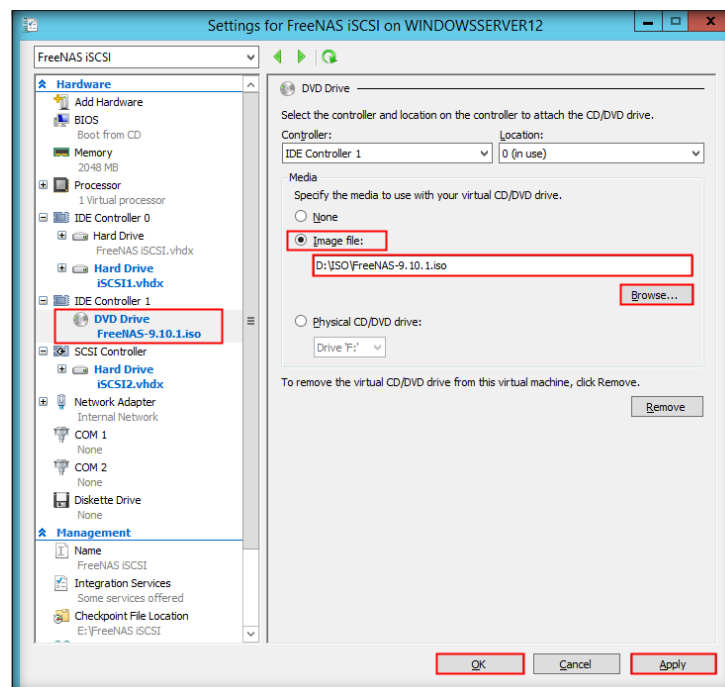 Settings for FreeNAS iSCSI on WINDOWSSERVER12
FreeNAS iSCSI
Hardware
Add Hardware
BIOS
Boot from CD
Memory
2048 MB
Processor
1 Virtual processor
IDE Controller 0
Hard Drive
FreeNAS iSCSI.vhdx
Hard Drive
iSCSI1.vhdx
IDE Controller 1
DVD Drive
FreeNAS-9.10.1.iso
SCSI Controller
Hard Drive
iSCSI2.vhdx
Network Adapter
Internal Network
COM 1
None
COM 2
None
Diskette Drive
None
Management
Name
FreeNAS iSCSI
Integration Services
Some services offered
Checkpoint File Location
E:\FreeNAS iSCSI
DVD Drive
Select the controller and location on the controller to attach the CD/DVD drive.
Controller:
Location:
IDE Controller 1
0 (in use)
Media
Specify the media to use with your virtual CD/DVD drive.
None
Image file:
D:\ISO\FreeNAS-9.10.1.iso
Browse...
Physical CD/DVD drive:
Drive 'F:'
To remove the virtual CD/DVD drive from this virtual machine, click Remove.
Remove
OK
Cancel
Apply